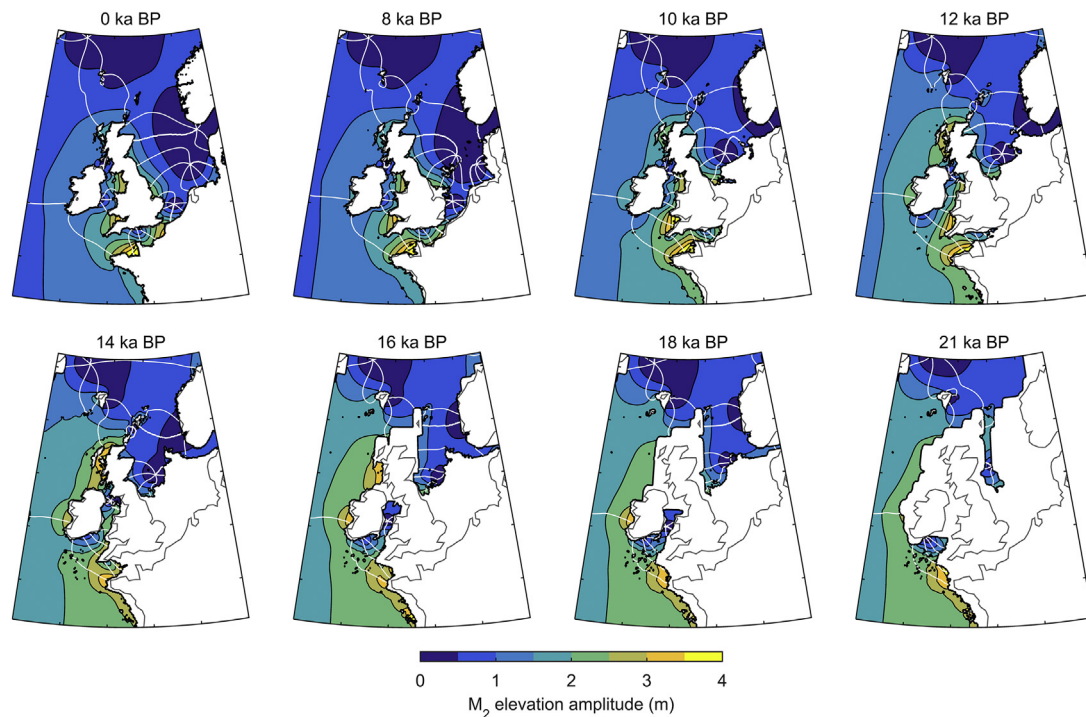 0 ka BP 8 ka BP 10 ka BP 12 ka BP
14 ka BP 16 ka BP 18 ka BP 21 ka BP
0 1 2 3 4
M₂ elevation amplitude (m)